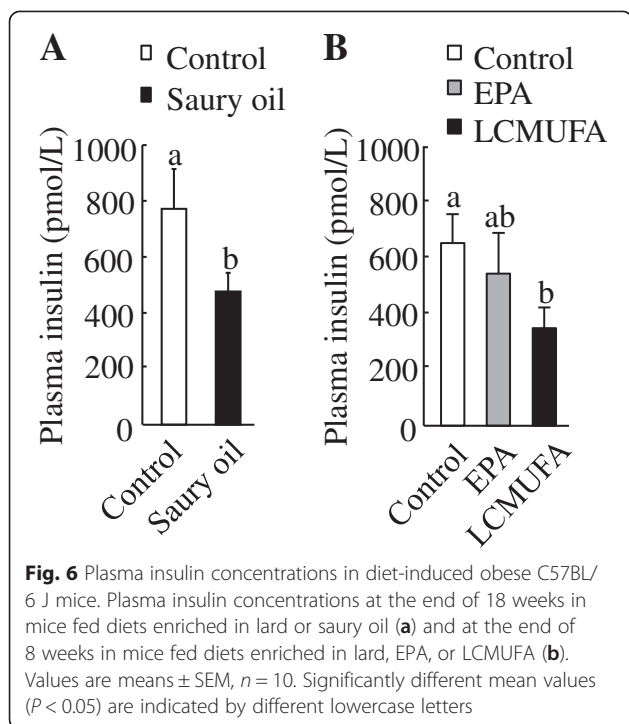 A
□ Control
■ Saury oil
Plasma insulin (pmol/L)
1000
800
600
400
200
0
a
b
Control
Saury oil
B
□ Control
■ EPA
■ LCMUFA
Plasma insulin (pmol/L)
1000
800
600
400
200
0
a
ab
b
Control
EPA
LCMUFA
Fig. 6 Plasma insulin concentrations in diet-induced obese C57BL/
6 J mice. Plasma insulin concentrations at the end of 18 weeks in
mice fed diets enriched in lard or saury oil (a) and at the end of
8 weeks in mice fed diets enriched in lard, EPA, or LCMUFA (b).
Values are means ± SEM, n = 10. Significantly different mean values
(P < 0.05) are indicated by different lowercase letters